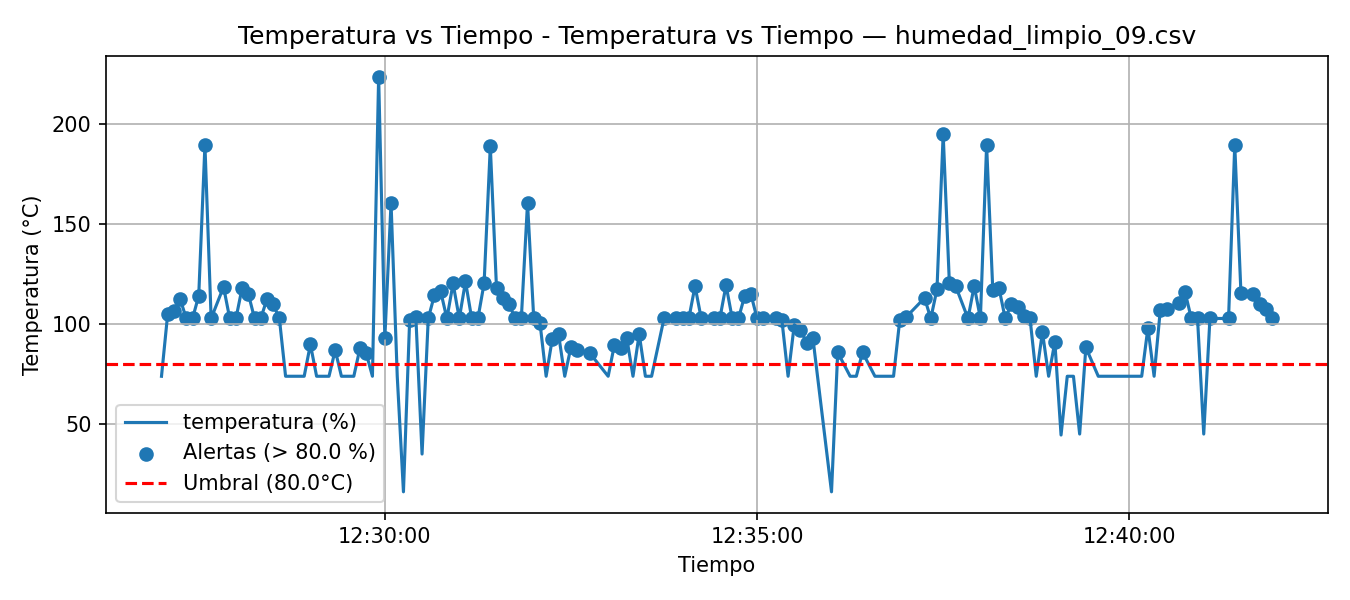 Temperatura vs Tiempo - Temperatura vs Tiempo — humedad_limpio_09.csv
Temperatura (°C)
200
150
100
50
temperatura (%)
Alertas (> 80.0 %)
Umbral (80.0°C)
12:30:00
12:35:00
12:40:00
Tiempo